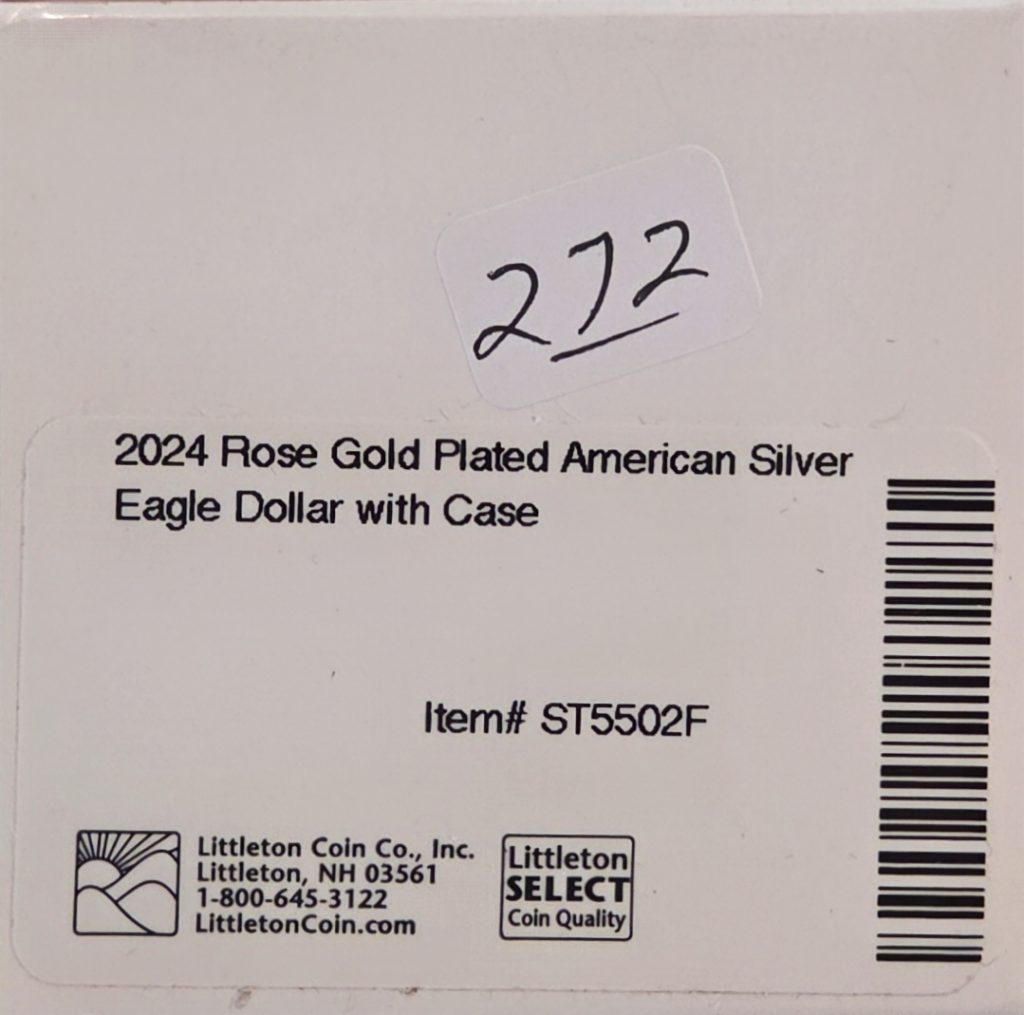 272
2024 Rose Gold Plated American Silver
Eagle Dollar with Case
Item# ST5502F
Littleton Coin Co., Inc.
Littleton, NH 03561
1-800-645-3122
LittletonCoin.com
Littleton
SELECT
Coin Quality